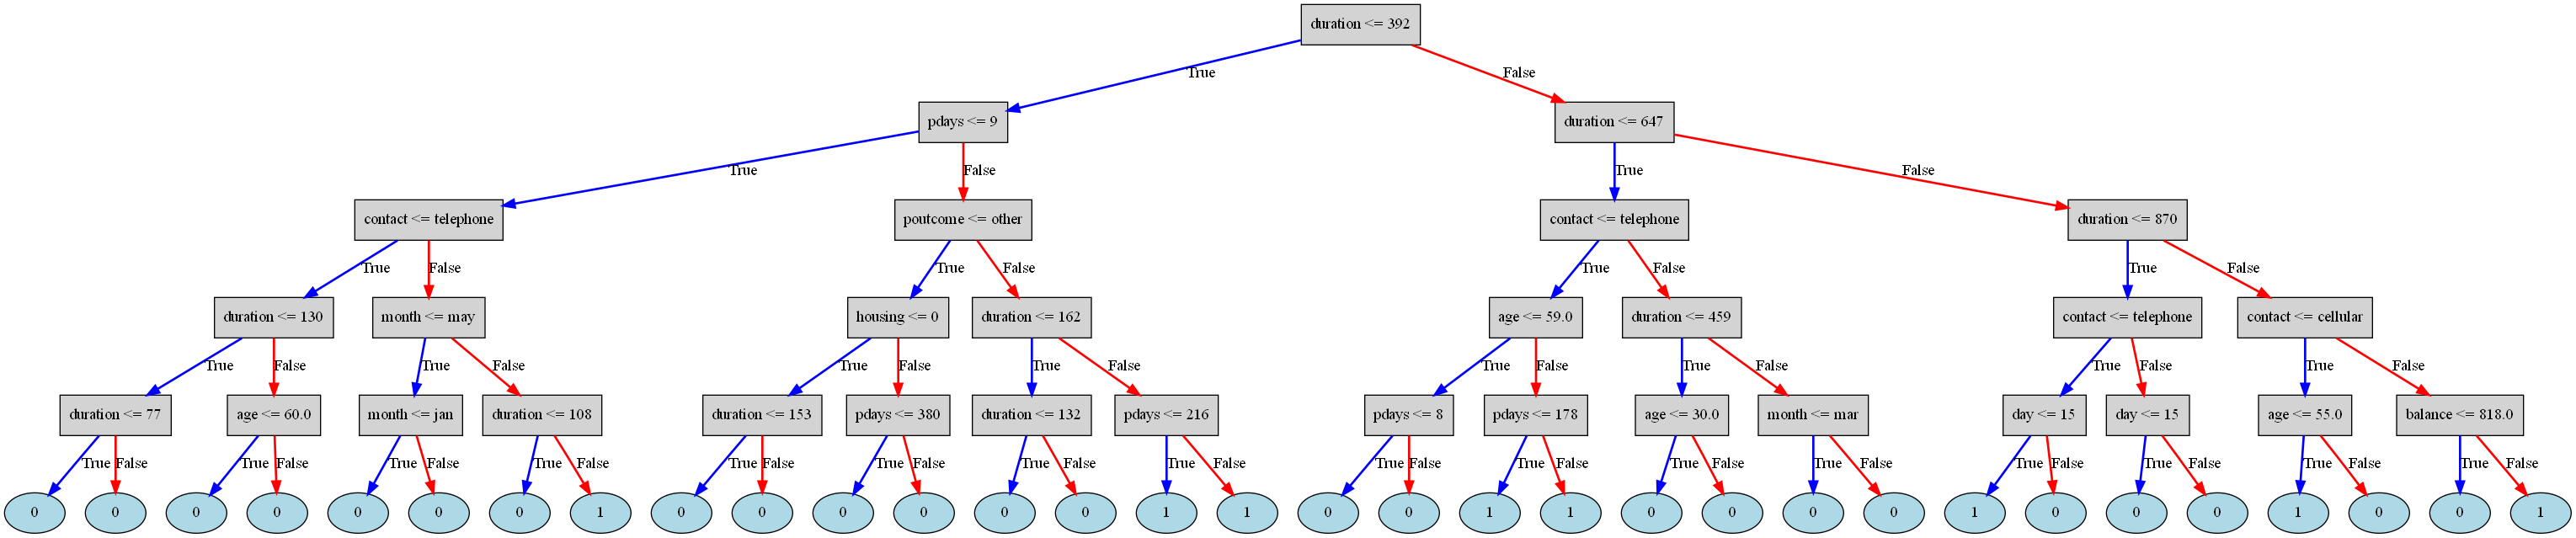 duration <= 392
True
False
pdays <= 9
duration <= 647
True
False
True
False
contact <= telephone
poutcome <= other
contact <= telephone
duration <= 870
True
False
True
False
True
False
True
False
duration <= 130
month <= may
housing <= 0
duration <= 162
age <= 59.0
duration <= 459
contact <= telephone
contact <= cellular
True
False
True
False
True
False
True
False
True
False
True
False
True
False
True
False
duration <= 77
age <= 60.0
month <= jan
duration <= 108
duration <= 153
pdays <= 380
duration <= 132
pdays <= 216
pdays <= 8
pdays <= 178
age <= 30.0
month <= mar
day <= 15
day <= 15
age <= 55.0
balance <= 818.0
True
False
True
False
True
False
True
False
True
False
True
False
True
False
True
False
True
False
True
False
True
False
True
False
True
False
True
False
True
False
True
False
0
0
0
0
0
0
0
1
0
0
0
0
0
0
1
1
0
0
1
1
0
0
0
0
1
0
0
0
1
0
0
1